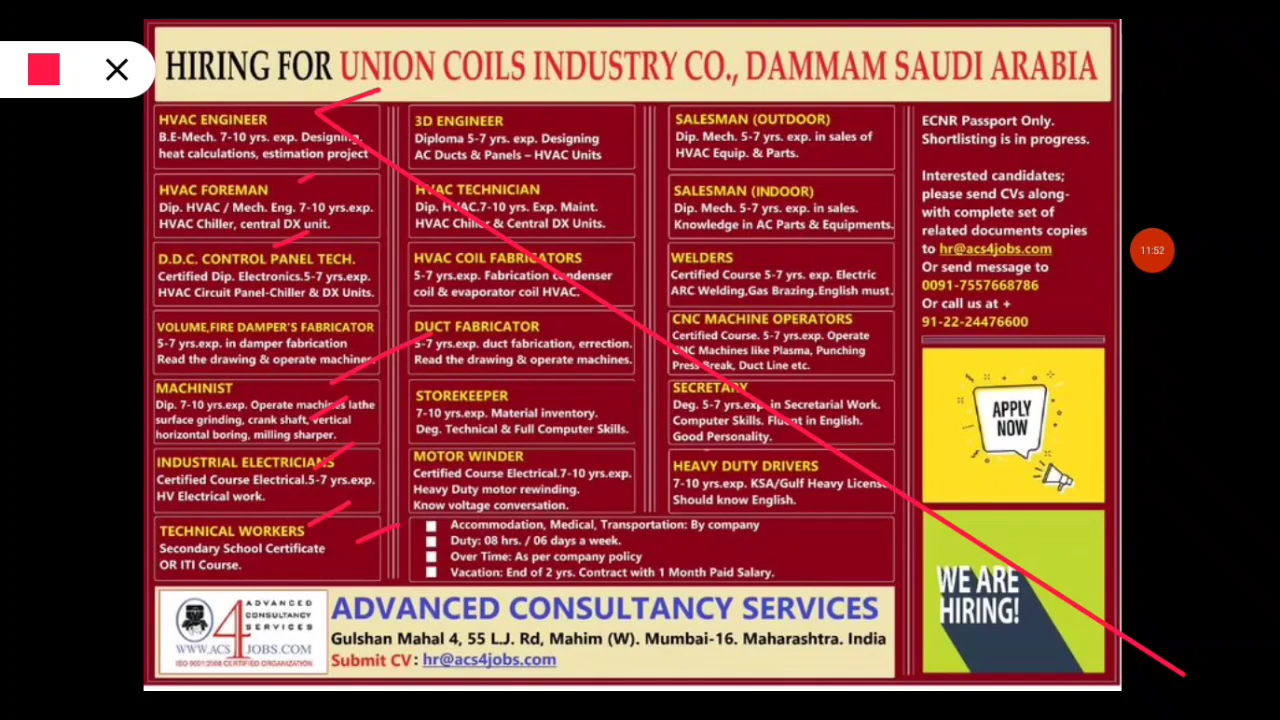 HIRING FOR UNION COILS INDUSTRY CO., DAMMAM SAUDI ARABIA
HVAC ENGINEER
B.E-Mech. 7-10 yrs. exp. Designing,
heat calculations, estimation project
HVAC FOREMAN
Dip. HVAC / Mech. Eng. 7-10 yrs.exp.
HVAC Chiller, central DX unit.
D.D.C. CONTROL PANEL TECH.
Certified Dip. Electronics.5-7 yrs.exp.
HVAC Circuit Panel-Chiller & DX Units.
VOLUME,FIRE DAMPER'S FABRICATOR
5-7 yrs.exp. in damper fabrication
Read the drawing & operate machines.
MACHINIST
Dip. 7-10 yrs.exp. Operate machines lathe
surface grinding, crank shaft, vertical
horizontal boring, milling sharper.
INDUSTRIAL ELECTRICIANS
Certified Course Electrical.5-7 yrs.exp.
HV Electrical work.
TECHNICAL WORKERS
Secondary School Certificate
OR ITI Course.
3D ENGINEER
Diploma 5-7 yrs. exp. Designing
AC Ducts & Panels – HVAC Units
HVAC TECHNICIAN
Dip. HVAC.7-10 yrs. Exp. Maint.
HVAC Chiller & Central DX Units.
HVAC COIL FABRICATORS
5-7 yrs.exp. Fabrication condenser
coil & evaporator coil HVAC.
DUCT FABRICATOR
5-7 yrs.exp. duct fabrication, errection.
Read the drawing & operate machines.
STOREKEEPER
7-10 yrs.exp. Material inventory.
Deg. Technical & Full Computer Skills.
MOTOR WINDER
Certified Course Electrical.7-10 yrs.exp.
Heavy Duty motor rewinding.
Know voltage conversation.
SALESMAN (OUTDOOR)
Dip. Mech. 5-7 yrs. exp. in sales of
HVAC Equip. & Parts.
SALESMAN (INDOOR)
Dip. Mech. 5-7 yrs. exp. in sales.
Knowledge in AC Parts & Equipments.
WELDERS
Certified Course 5-7 yrs. exp. Electric
ARC Welding,Gas Brazing.English must.
CNC MACHINE OPERATORS
Certified Course. 5-7 yrs.exp. Operate
CNC Machines like Plasma, Punching
Press Break, Duct Line etc.
SECRETARY
Deg. 5-7 yrs.exp. in Secretarial Work.
Computer Skills. Fluent in English.
Good Personality.
HEAVY DUTY DRIVERS
7-10 yrs.exp. KSA/Gulf Heavy License
Should know English.
Accommodation, Medical, Transportation: By company
Duty: 08 hrs. / 06 days a week.
Over Time: As per company policy
Vacation: End of 2 yrs. Contract with 1 Month Paid Salary.
ECNR Passport Only.
Shortlisting is in progress.
Interested candidates;
please send CVs along-
with complete set of
related documents copies
to hr@acs4jobs.com
Or send message to
0091-7557668786
Or call us at +
91-22-24476600
APPLY
NOW
WE ARE
HIRING!
11:52
4 ADVANCED
CONSULTANCY
SERVICES
WWW.ACS4JOBS.COM
ISO 9001:2008 CERTIFIED ORGANIZATION
ADVANCED CONSULTANCY SERVICES
Gulshan Mahal 4, 55 L.J. Rd, Mahim (W). Mumbai-16. Maharashtra. India
Submit CV: hr@acs4jobs.com